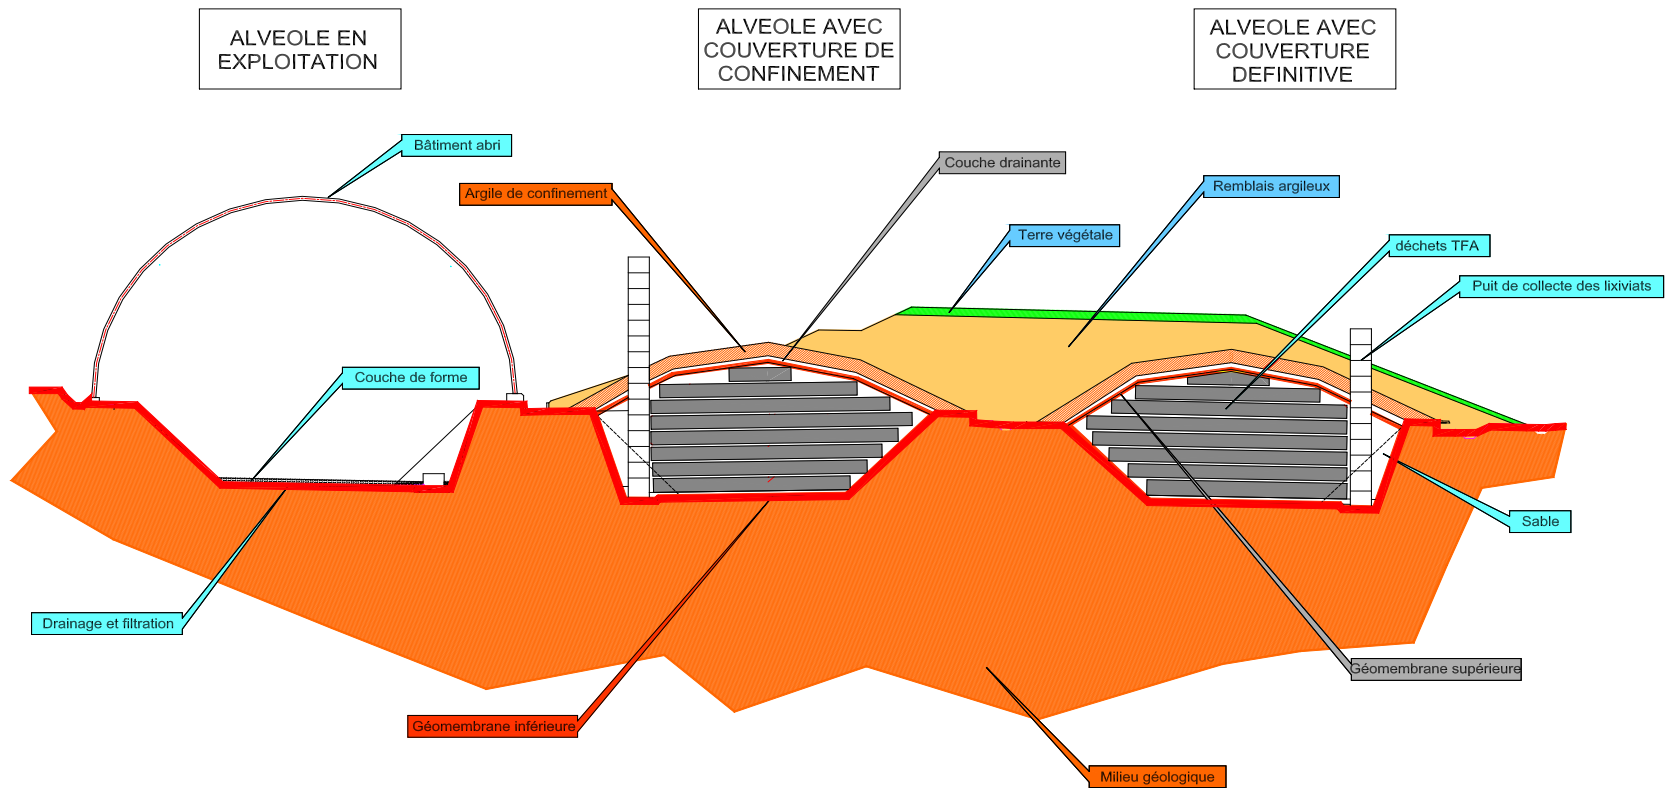 ALVEOLE EN
EXPLOITATION
ALVEOLE AVEC
COUVERTURE DE
CONFINEMENT
ALVEOLE AVEC
COUVERTURE
DEFINITIVE
Bâtiment abri
Couche drainante
Argile de confinement
Remblais argileux
Terre végétale
déchets TFA
Puit de collecte des lixiviats
Couche de forme
Sable
Drainage et filtration
Géomembrane supérieure
Géomembrane inférieure
Milieu géologique